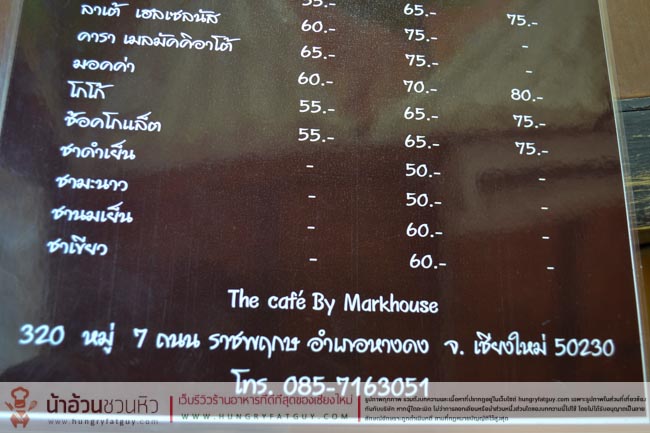 55.- 65.- 75.-
ลาเต้ เฮลเซลนัส 60.- 75.- -
คารา เมลมัคคิอาโต้ 65.- - -
มอคค่า 60.- 70.- 80.-
โกโก้ 55.- 65.- 75.-
ช็อคโกแล็ต 55.- 65.- 75.-
ชาดำเย็น - 50.- -
ชามะนาว - 50.- -
ชานมเย็น - 60.- -
ชาเขียว - 60.- -
The café By Markhouse
320 หมู่ 7 ถนน ราชพฤกษ อำเภอหางดง จ. เชียงใหม่ 50230
โทร. 085-7163051
น้าอ้วนชวนหิว
www.hungryfatguy.com
เว็บรีวิวร้านอาหารที่ดีที่สุดของเชียงใหม่
WWW.HUNGRYFATGUY.COM